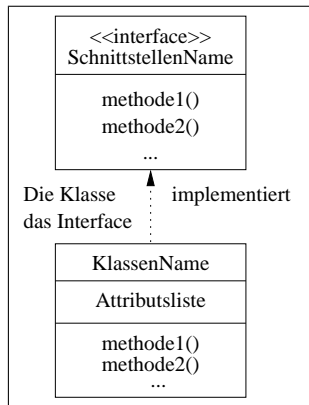 <<interface>>
SchnittstellenName
methode1()
methode2()
...
Die Klasse implementiert
das Interface
KlassenName
Attributsliste
methode1()
methode2()
...